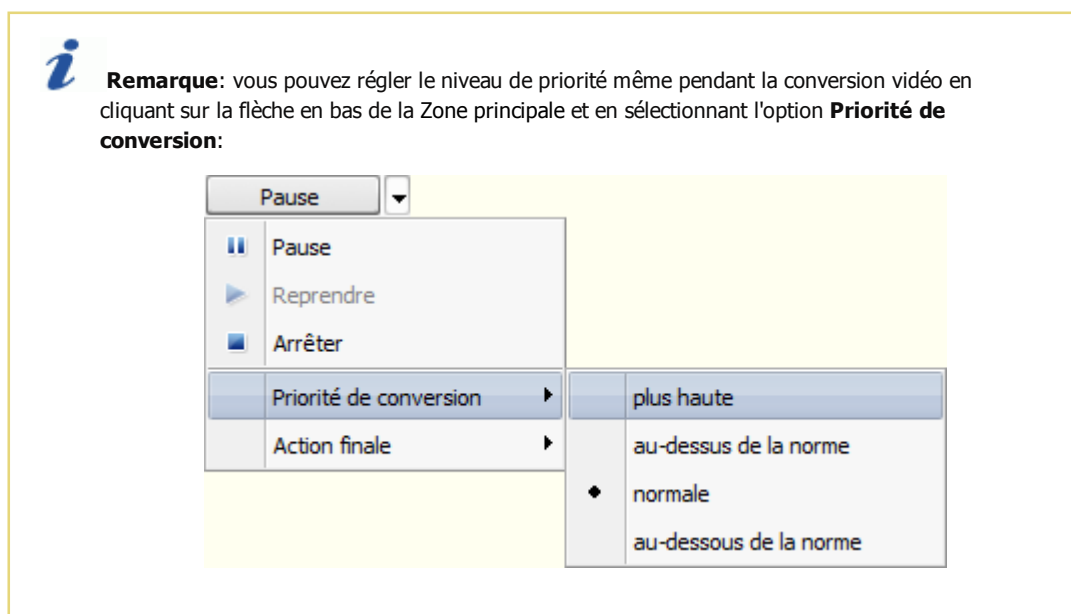 Remarque: vous pouvez régler le niveau de priorité même pendant la conversion vidéo en
cliquant sur la flèche en bas de la Zone principale et en sélectionnant l'option Priorité de
conversion:
Pause
Pause
Reprendre
Arrêter
Priorité de conversion
Action finale
plus haute
au-dessus de la norme
normale
au-dessous de la norme